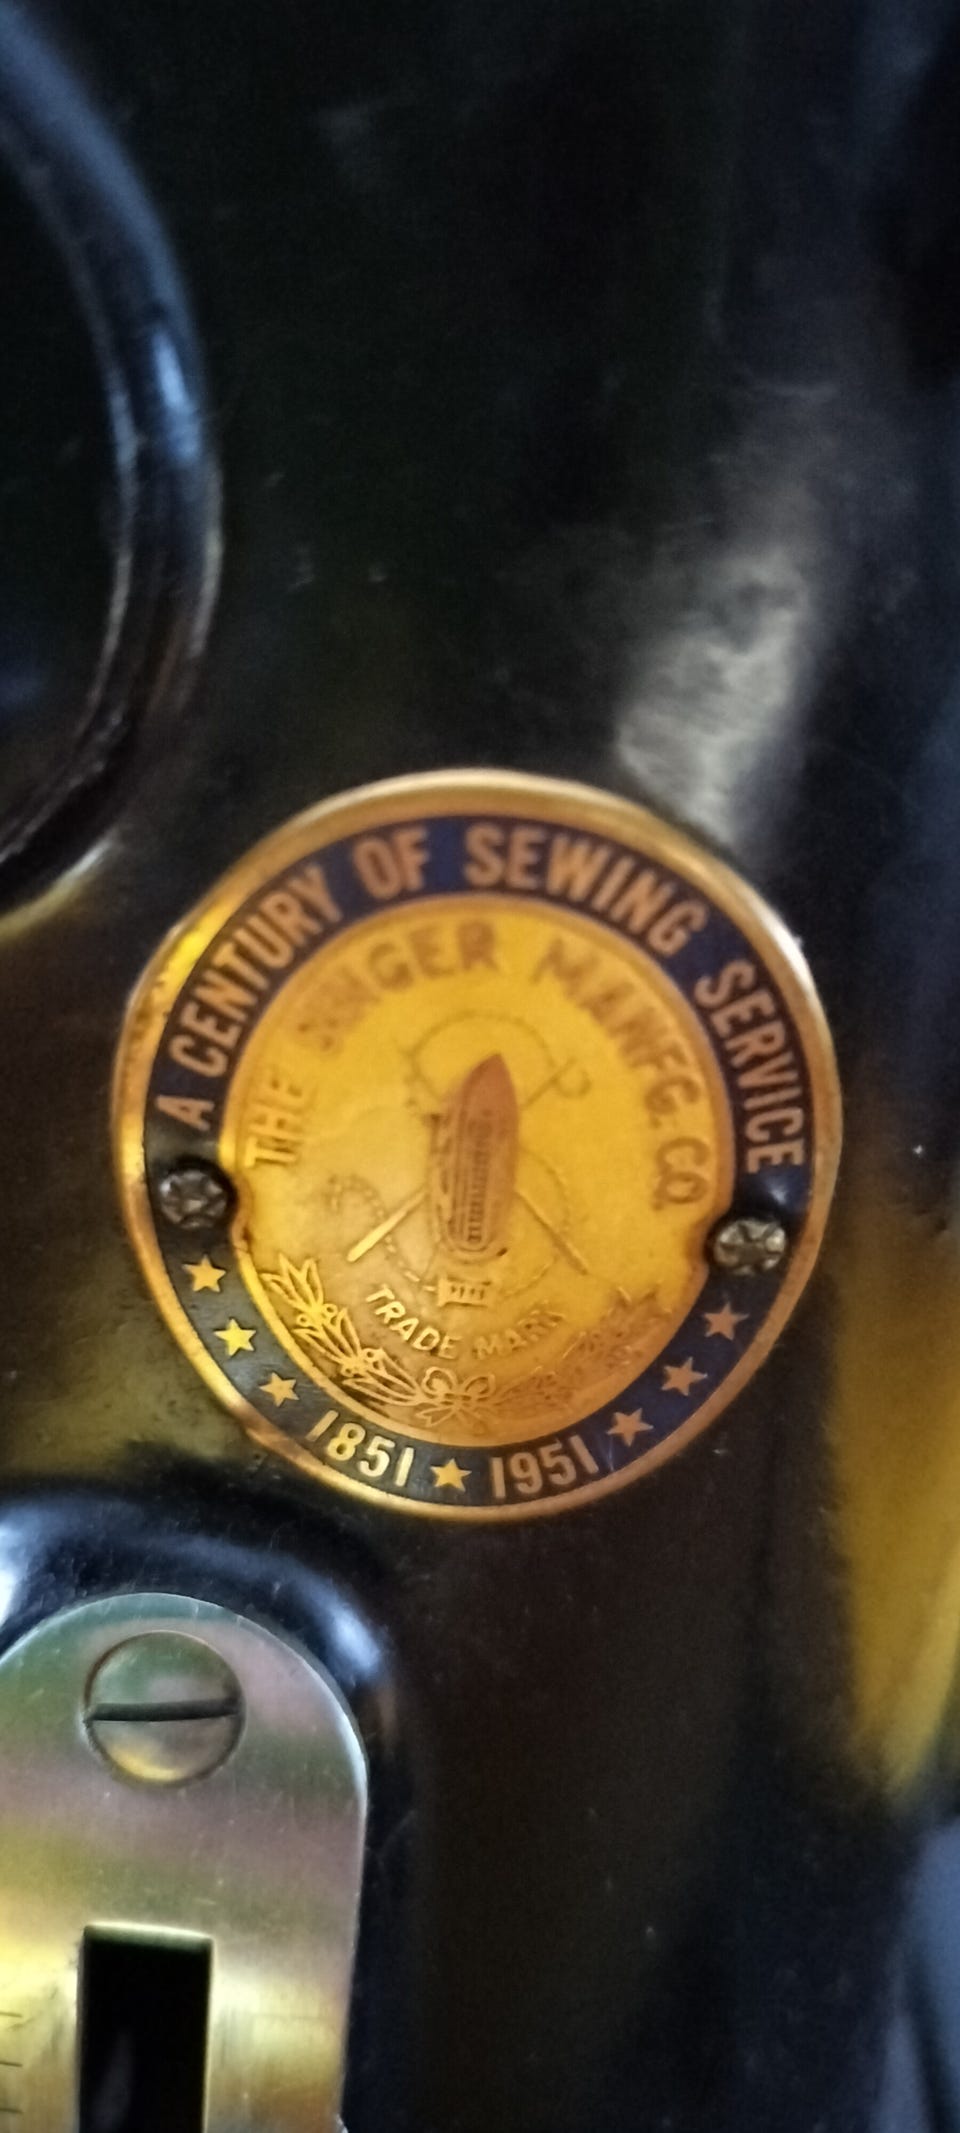 A CENTURY OF SEWING SERVICE
THE SINGER MANFG. CO
TRADE MARK
1851 ★ 1951